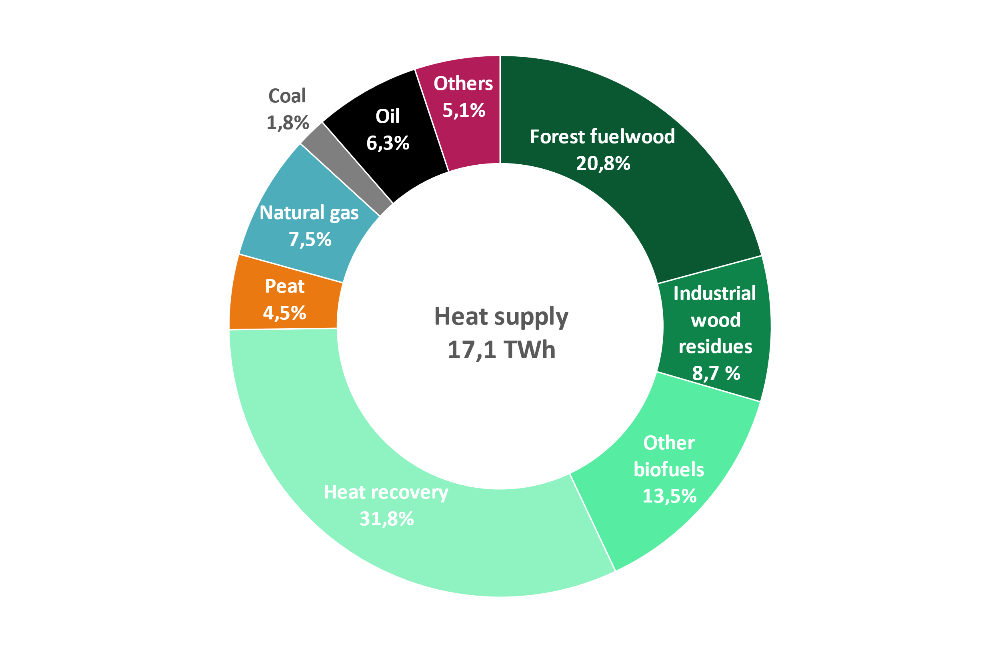 Others
5,1%
Coal
1,8%
Oil
6,3%
Forest fuelwood
20,8%
Natural gas
7,5%
Peat
4,5%
Industrial
wood
residues
8,7 %
Heat supply
17,1 TWh
Other
biofuels
13,5%
Heat recovery
31,8%